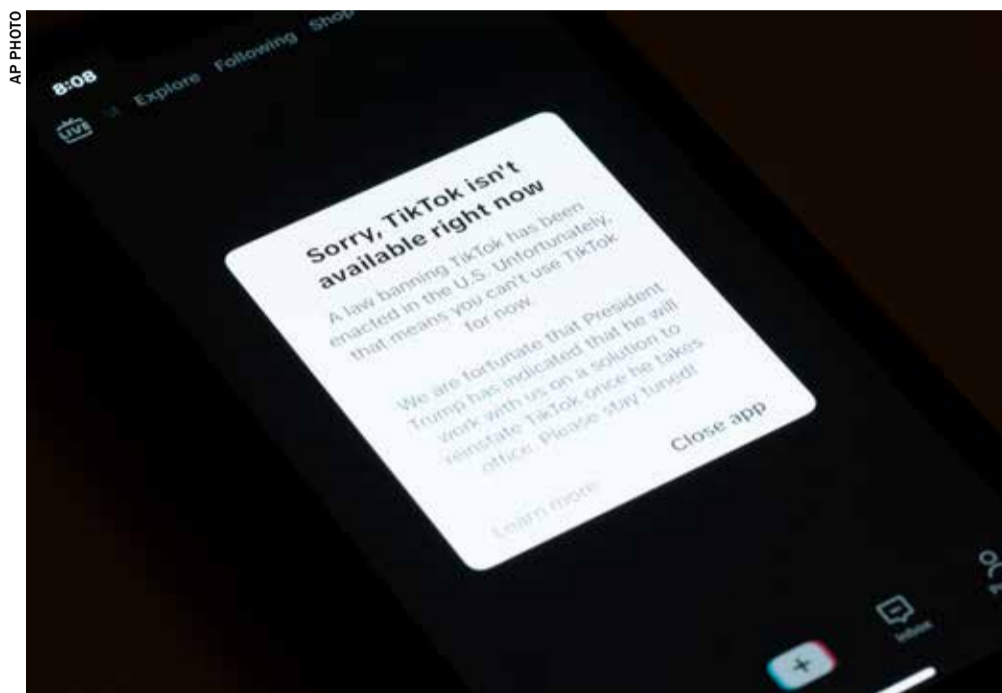 AP PHOTO
8:08
LIVE
Explore Following Shop
Sorry, TikTok isn't
available right now
A law banning TikTok has been
enacted in the U.S. Unfortunately,
that means you can't use TikTok
for now.
We are fortunate that President
Trump has indicated that he will
work with us on a solution to
reinstate TikTok once he takes
office. Please stay tuned!
Close app
Learn more
Inbox